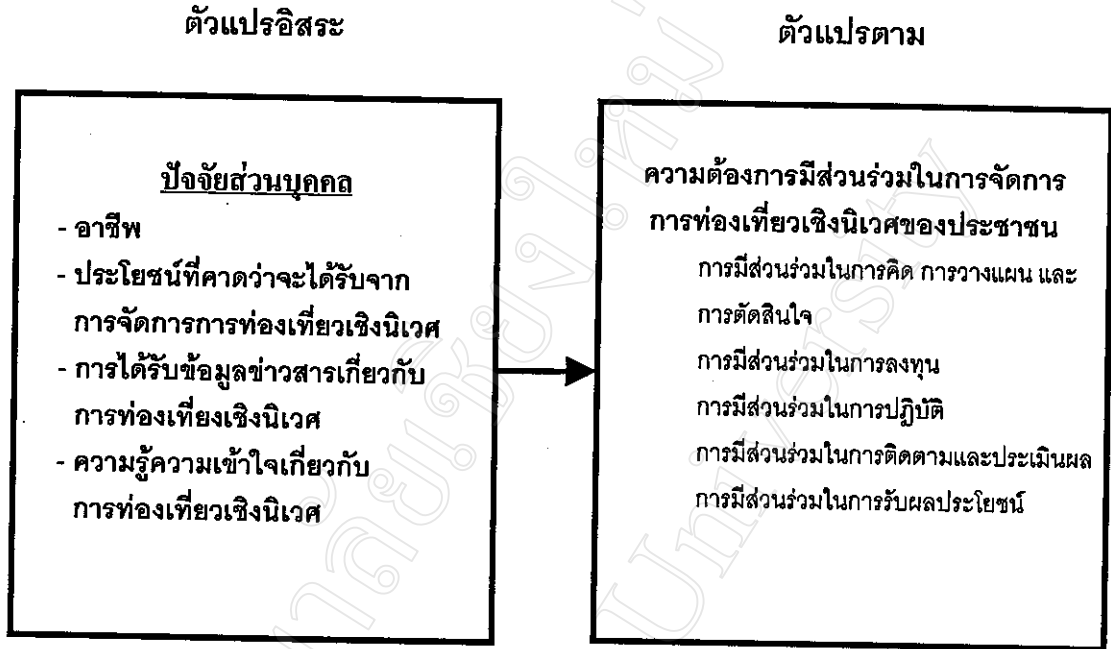 ตัวแปรอิสระ
ตัวแปรตาม
ปัจจัยส่วนบุคคล
- อาชีพ
- ประโยชน์ที่คาดว่าจะได้รับจาก
การจัดการการท่องเที่ยวเชิงนิเวศ
- การได้รับข้อมูลข่าวสารเกี่ยวกับ
การท่องเที่ยงเชิงนิเวศ
- ความรู้ความเข้าใจเกี่ยวกับ
การท่องเที่ยวเชิงนิเวศ
ความต้องการมีส่วนร่วมในการจัดการ
การท่องเที่ยวเชิงนิเวศของประชาชน
การมีส่วนร่วมในการคิด การวางแผน และ
การตัดสินใจ
การมีส่วนร่วมในการลงทุน
การมีส่วนร่วมในการปฏิบัติ
การมีส่วนร่วมในการติดตามและประเมินผล
การมีส่วนร่วมในการรับผลประโยชน์
University